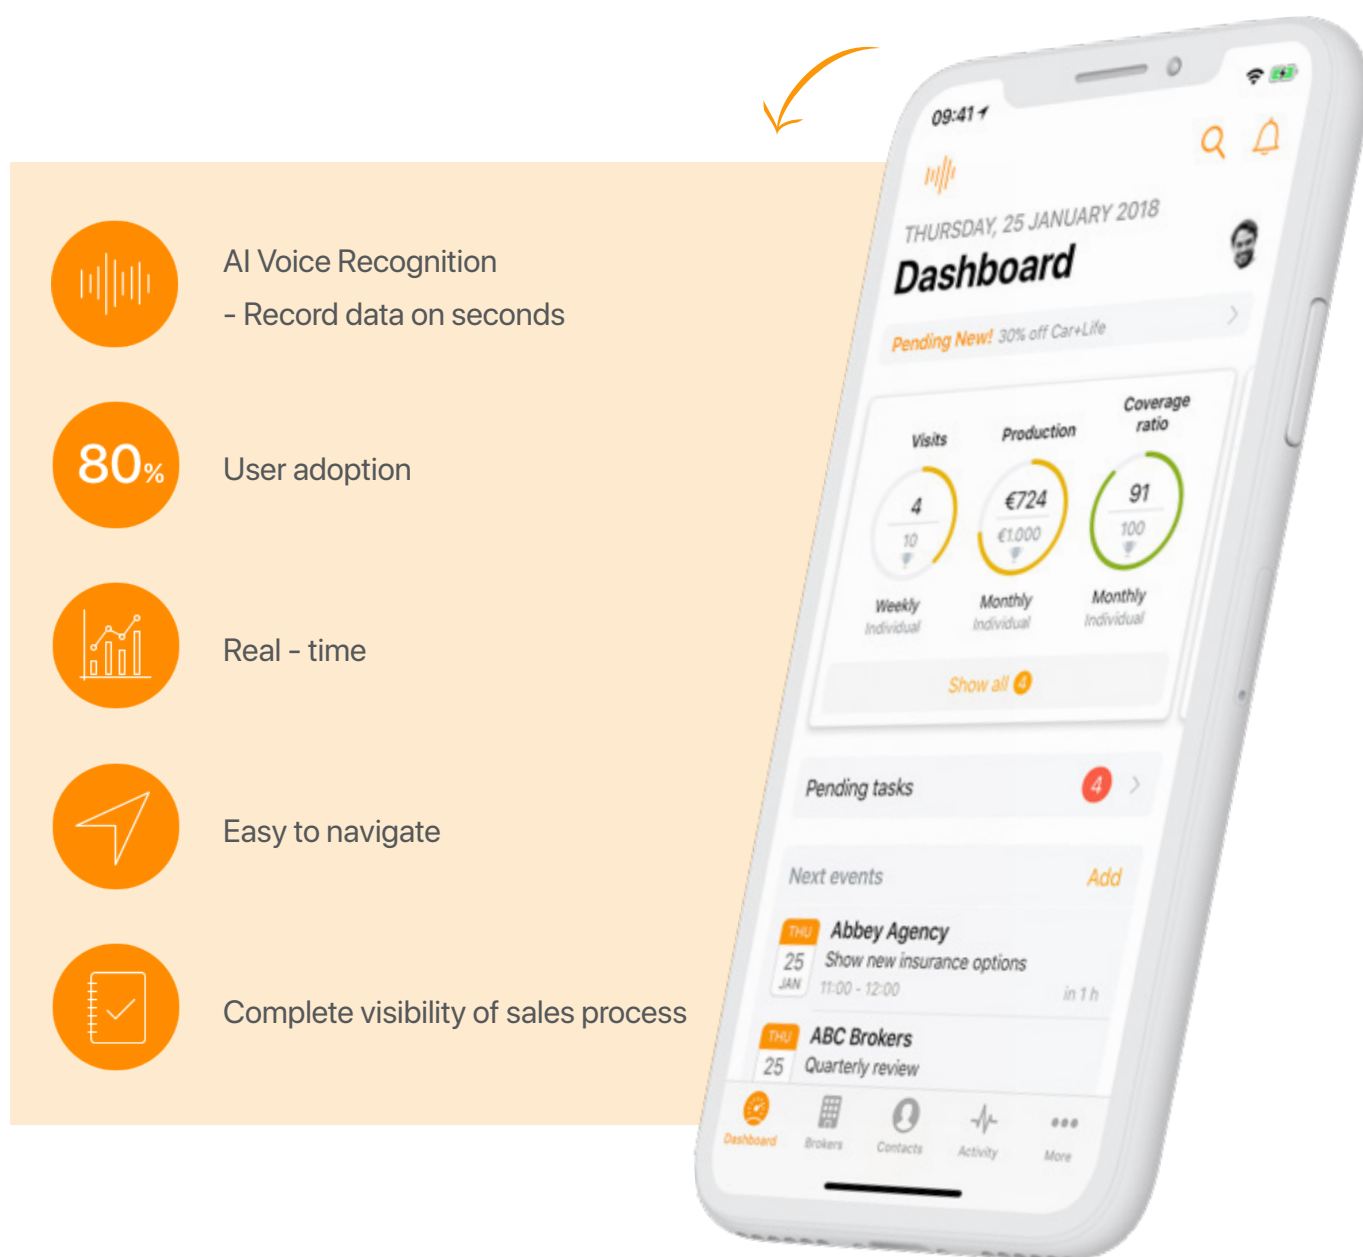 AI Voice Recognition
- Record data on seconds
80%
User adoption
Real - time
Easy to navigate
Complete visibility of sales process
09:41
THURSDAY, 25 JANUARY 2018
Dashboard
Pending New! 30% off Car+Life
Visits
Production
Coverage
ratio
4
10
€724
€1.000
91
100
Weekly
Individual
Monthly
Individual
Monthly
Individual
Show all 4
Pending tasks 4
Next events Add
THU
25
JAN
Abbey Agency
Show new insurance options
11:00 - 12:00 in 1 h
THU
25
ABC Brokers
Quarterly review
Dashboard Brokers Contacts Activity More